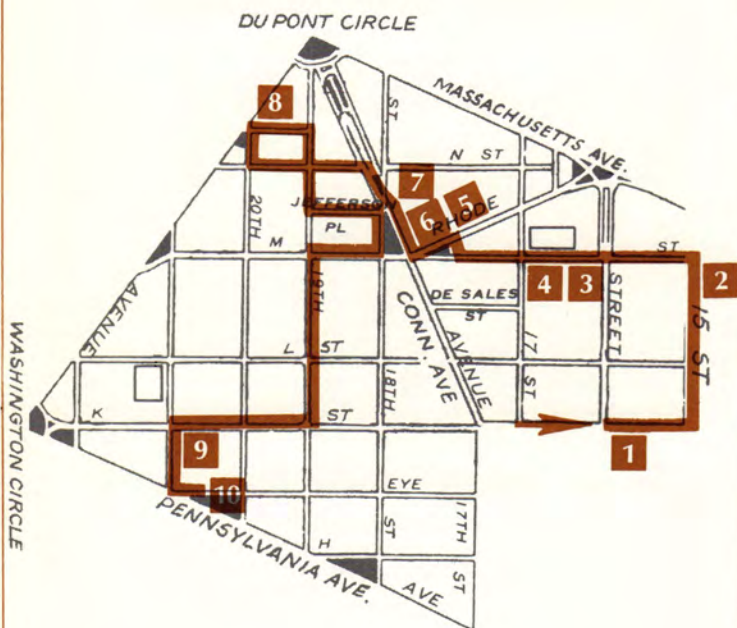 DU PONT CIRCLE
MASSACHUSETTS AVE.
8
ST.
N ST
7
6
5
JEFFERSON
PL
RHODE
20TH
M
ST
4
3
2
19TH
DE SALES
ST
CONN. AVE
AVENUE
17
ST
STREET
15 ST
AVENUE
WASHINGTON CIRCLE
L ST
18TH
K
ST
1
9
10
EYE
PENNSYLVANIA AVE.
H
ST
17TH
ST
AVE